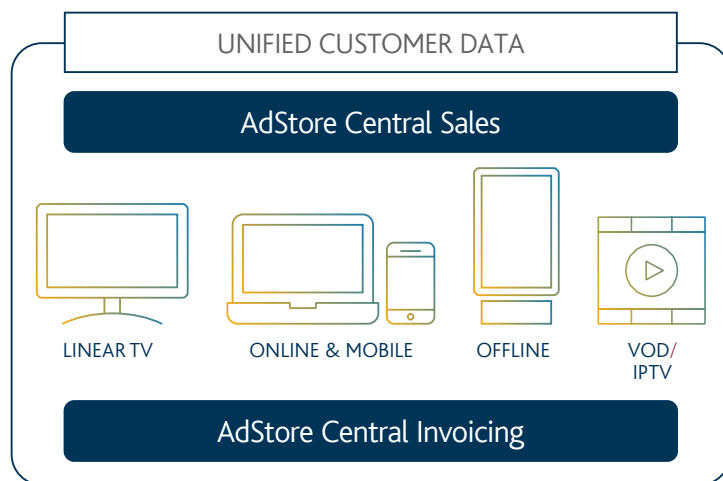 UNIFIED CUSTOMER DATA
AdStore Central Sales
LINEAR TV
ONLINE & MOBILE
OFFLINE
VOD/
IPTV
AdStore Central Invoicing